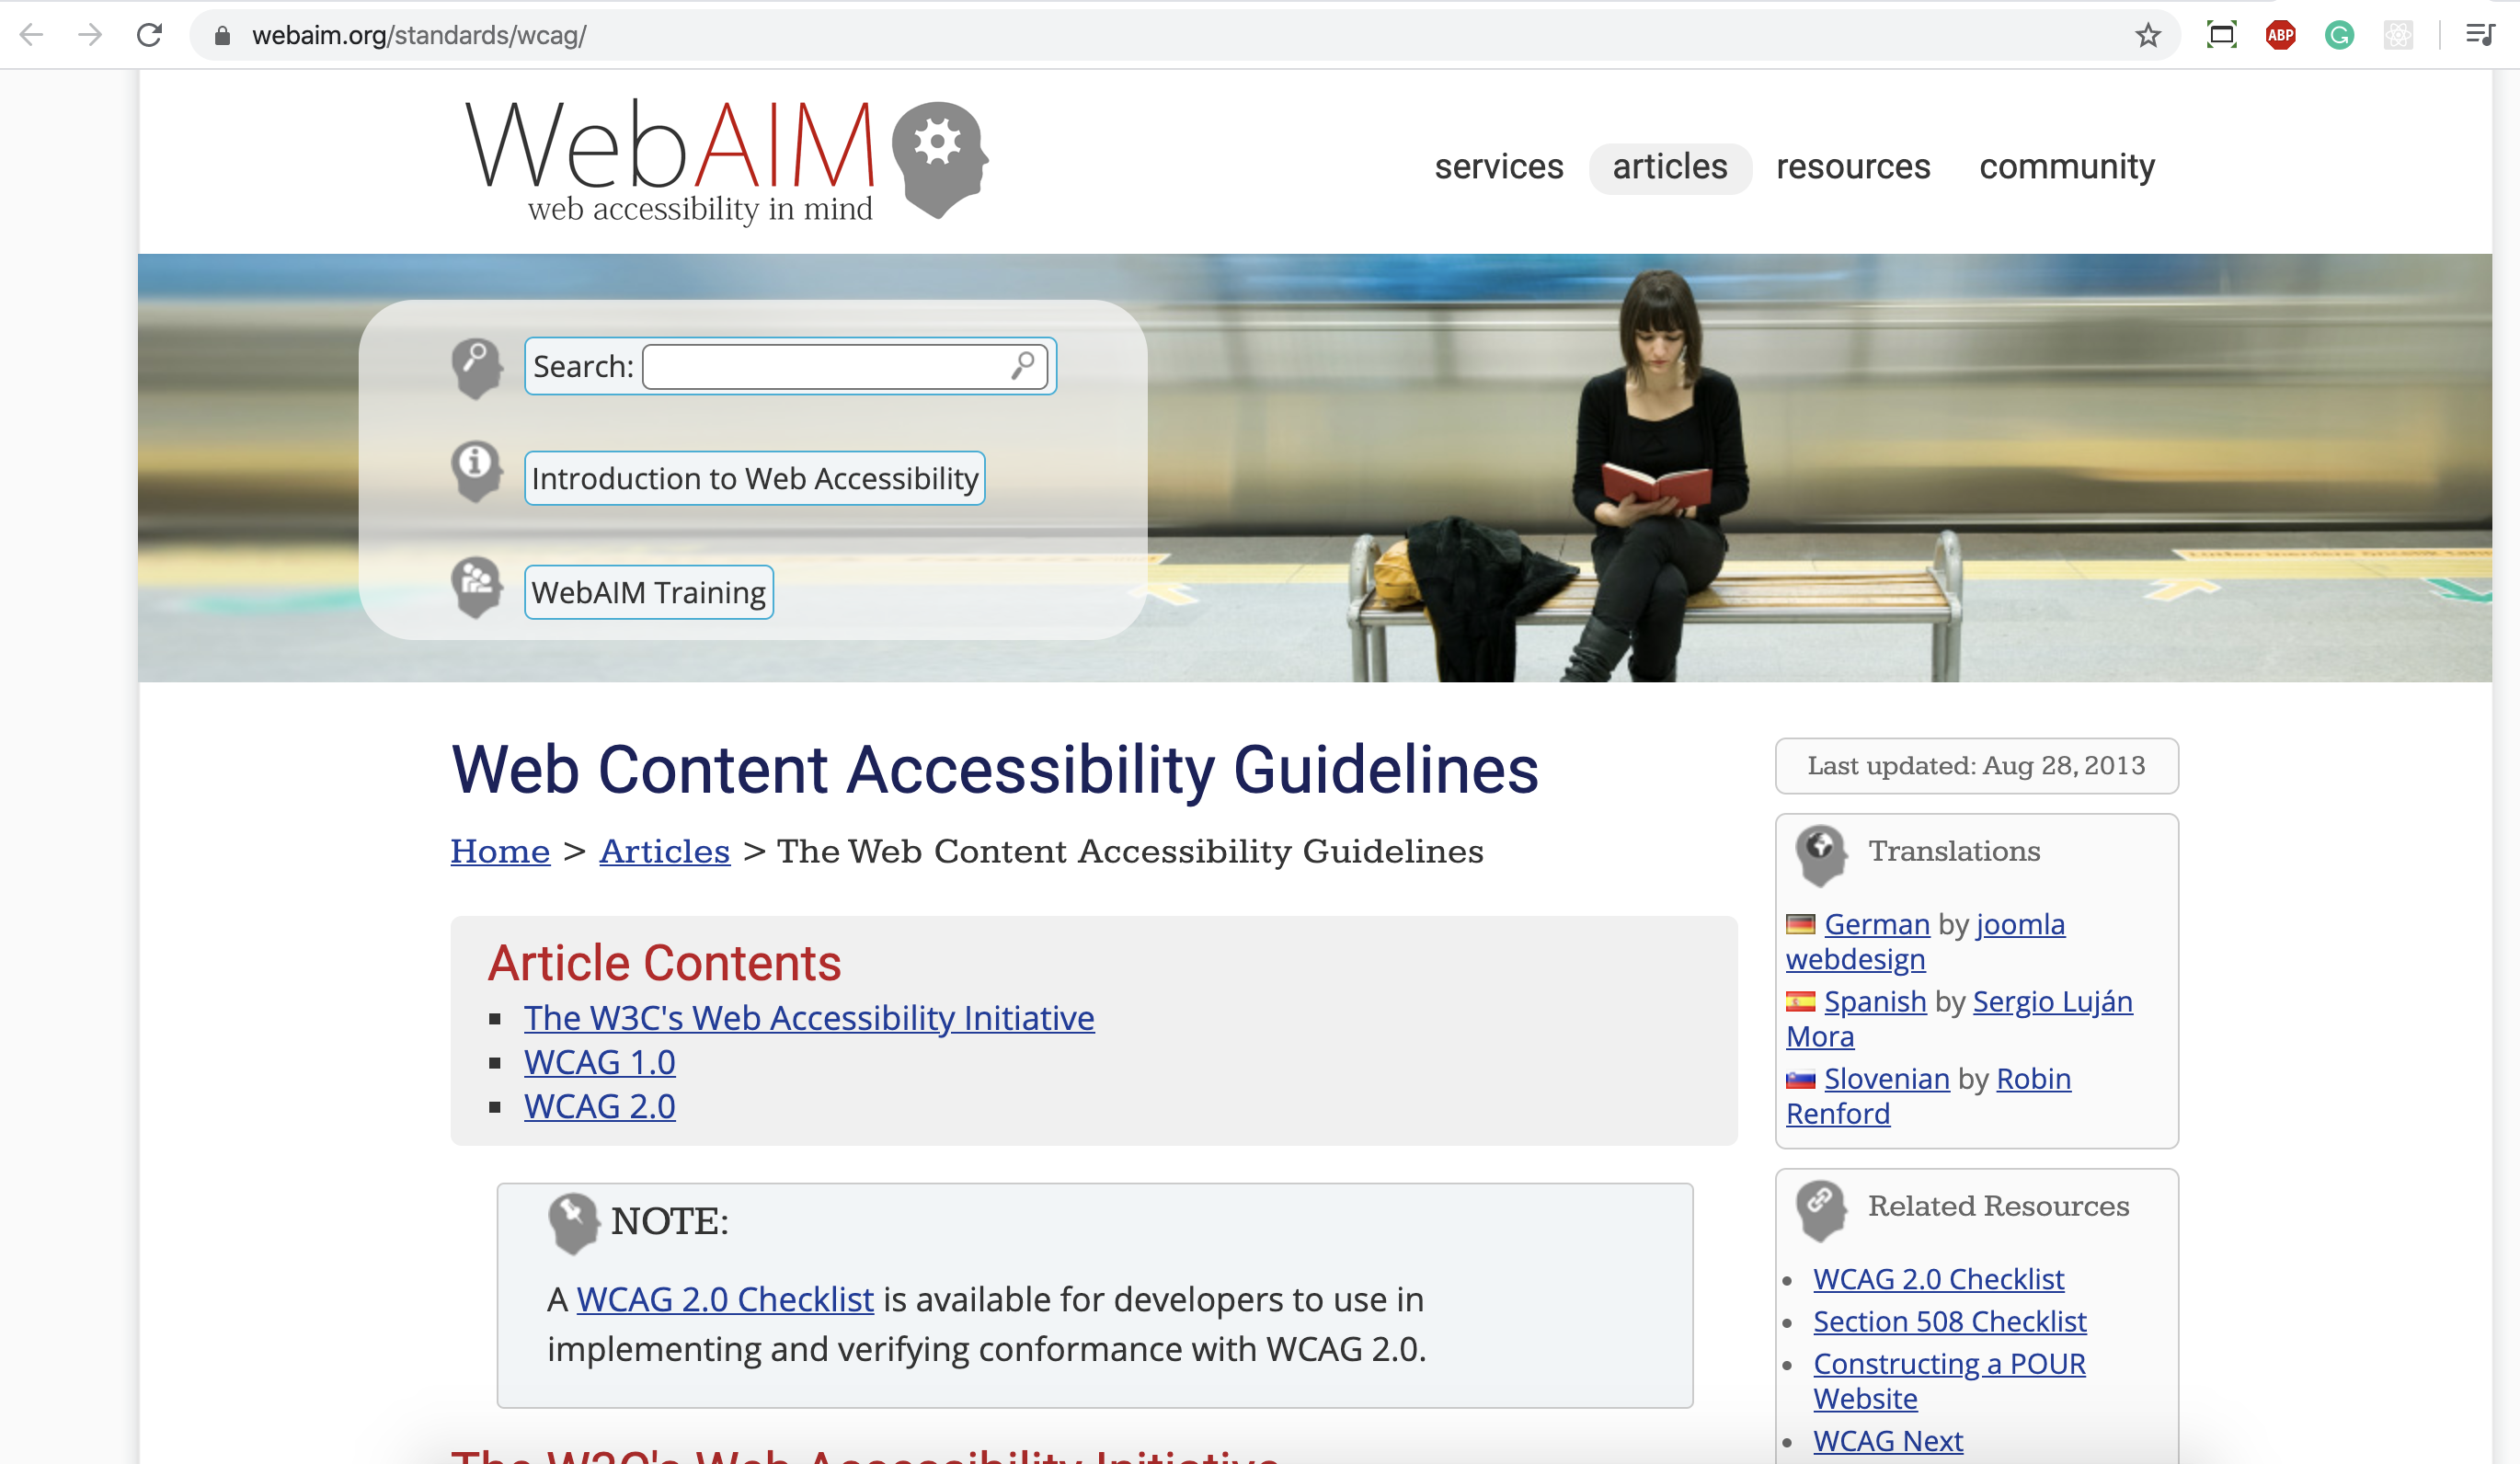 webaim.org/standards/wcag/
ABP
WebAIM
web accessibility in mind
services articles resources community
Search:
Introduction to Web Accessibility
WebAIM Training
Web Content Accessibility Guidelines
Home > Articles > The Web Content Accessibility Guidelines
Article Contents
The W3C's Web Accessibility Initiative
WCAG 1.0
WCAG 2.0
NOTE:
A WCAG 2.0 Checklist is available for developers to use in
implementing and verifying conformance with WCAG 2.0.
The W3C's Web Accessibility Initiative
Last updated: Aug 28, 2013
Translations
German by joomla
webdesign
Spanish by Sergio Luján
Mora
Slovenian by Robin
Renford
Related Resources
WCAG 2.0 Checklist
Section 508 Checklist
Constructing a POUR
Website
WCAG Next